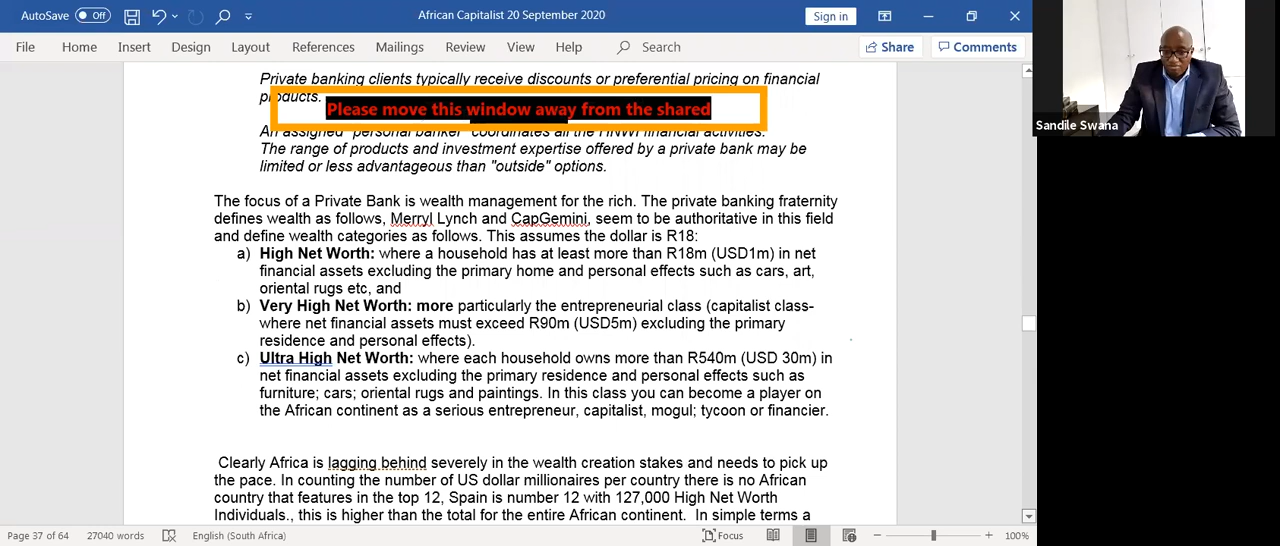 AutoSave Off African Capitalist 20 September 2020 Sign in
File Home Insert Design Layout References Mailings Review View Help Search Share Comments
Private banking clients typically receive discounts or preferential pricing on financial
products.
Please move this window away from the shared
An assigned "personal banker" coordinates all the HNWI financial activities.
The range of products and investment expertise offered by a private bank may be
limited or less advantageous than "outside" options.
The focus of a Private Bank is wealth management for the rich. The private banking fraternity
defines wealth as follows, Merryl Lynch and CapGemini, seem to be authoritative in this field
and define wealth categories as follows. This assumes the dollar is R18:
a) High Net Worth: where a household has at least more than R18m (USD1m) in net
financial assets excluding the primary home and personal effects such as cars, art,
oriental rugs etc, and
b) Very High Net Worth: more particularly the entrepreneurial class (capitalist class-
where net financial assets must exceed R90m (USD5m) excluding the primary
residence and personal effects).
c) Ultra High Net Worth: where each household owns more than R540m (USD 30m) in
net financial assets excluding the primary residence and personal effects such as
furniture; cars; oriental rugs and paintings. In this class you can become a player on
the African continent as a serious entrepreneur, capitalist, mogul; tycoon or financier.
Clearly Africa is lagging behind severely in the wealth creation stakes and needs to pick up
the pace. In counting the number of US dollar millionaires per country there is no African
country that features in the top 12, Spain is number 12 with 127,000 High Net Worth
Individuals., this is higher than the total for the entire African continent. In simple terms a
Page 37 of 64 27040 words English (South Africa) Focus 100%
Sandile Swana